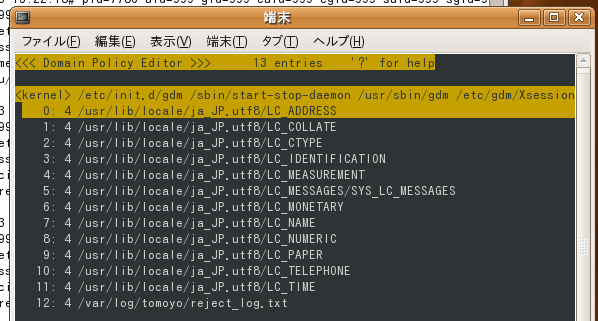 10:22:18# pid=7780 uid=999 gid=999 euid=999 egid=999 suid=999 sgid=9
端末
ファイル(F) 編集(E) 表示(V) 端末(T) タブ(T) ヘルプ(H)
<<< Domain Policy Editor >>> 13 entries '?' for help
<kernel> /etc/init.d/gdm /sbin/start-stop-daemon /usr/sbin/gdm /etc/gdm/Xsession
0: 4 /usr/lib/locale/ja_JP.utf8/LC_ADDRESS
1: 4 /usr/lib/locale/ja_JP.utf8/LC_COLLATE
2: 4 /usr/lib/locale/ja_JP.utf8/LC_CTYPE
3: 4 /usr/lib/locale/ja_JP.utf8/LC_IDENTIFICATION
4: 4 /usr/lib/locale/ja_JP.utf8/LC_MEASUREMENT
5: 4 /usr/lib/locale/ja_JP.utf8/LC_MESSAGES/SYS_LC_MESSAGES
6: 4 /usr/lib/locale/ja_JP.utf8/LC_MONETARY
7: 4 /usr/lib/locale/ja_JP.utf8/LC_NAME
8: 4 /usr/lib/locale/ja_JP.utf8/LC_NUMERIC
9: 4 /usr/lib/locale/ja_JP.utf8/LC_PAPER
10: 4 /usr/lib/locale/ja_JP.utf8/LC_TELEPHONE
11: 4 /usr/lib/locale/ja_JP.utf8/LC_TIME
12: 4 /var/log/tomoyo/reject_log.txt